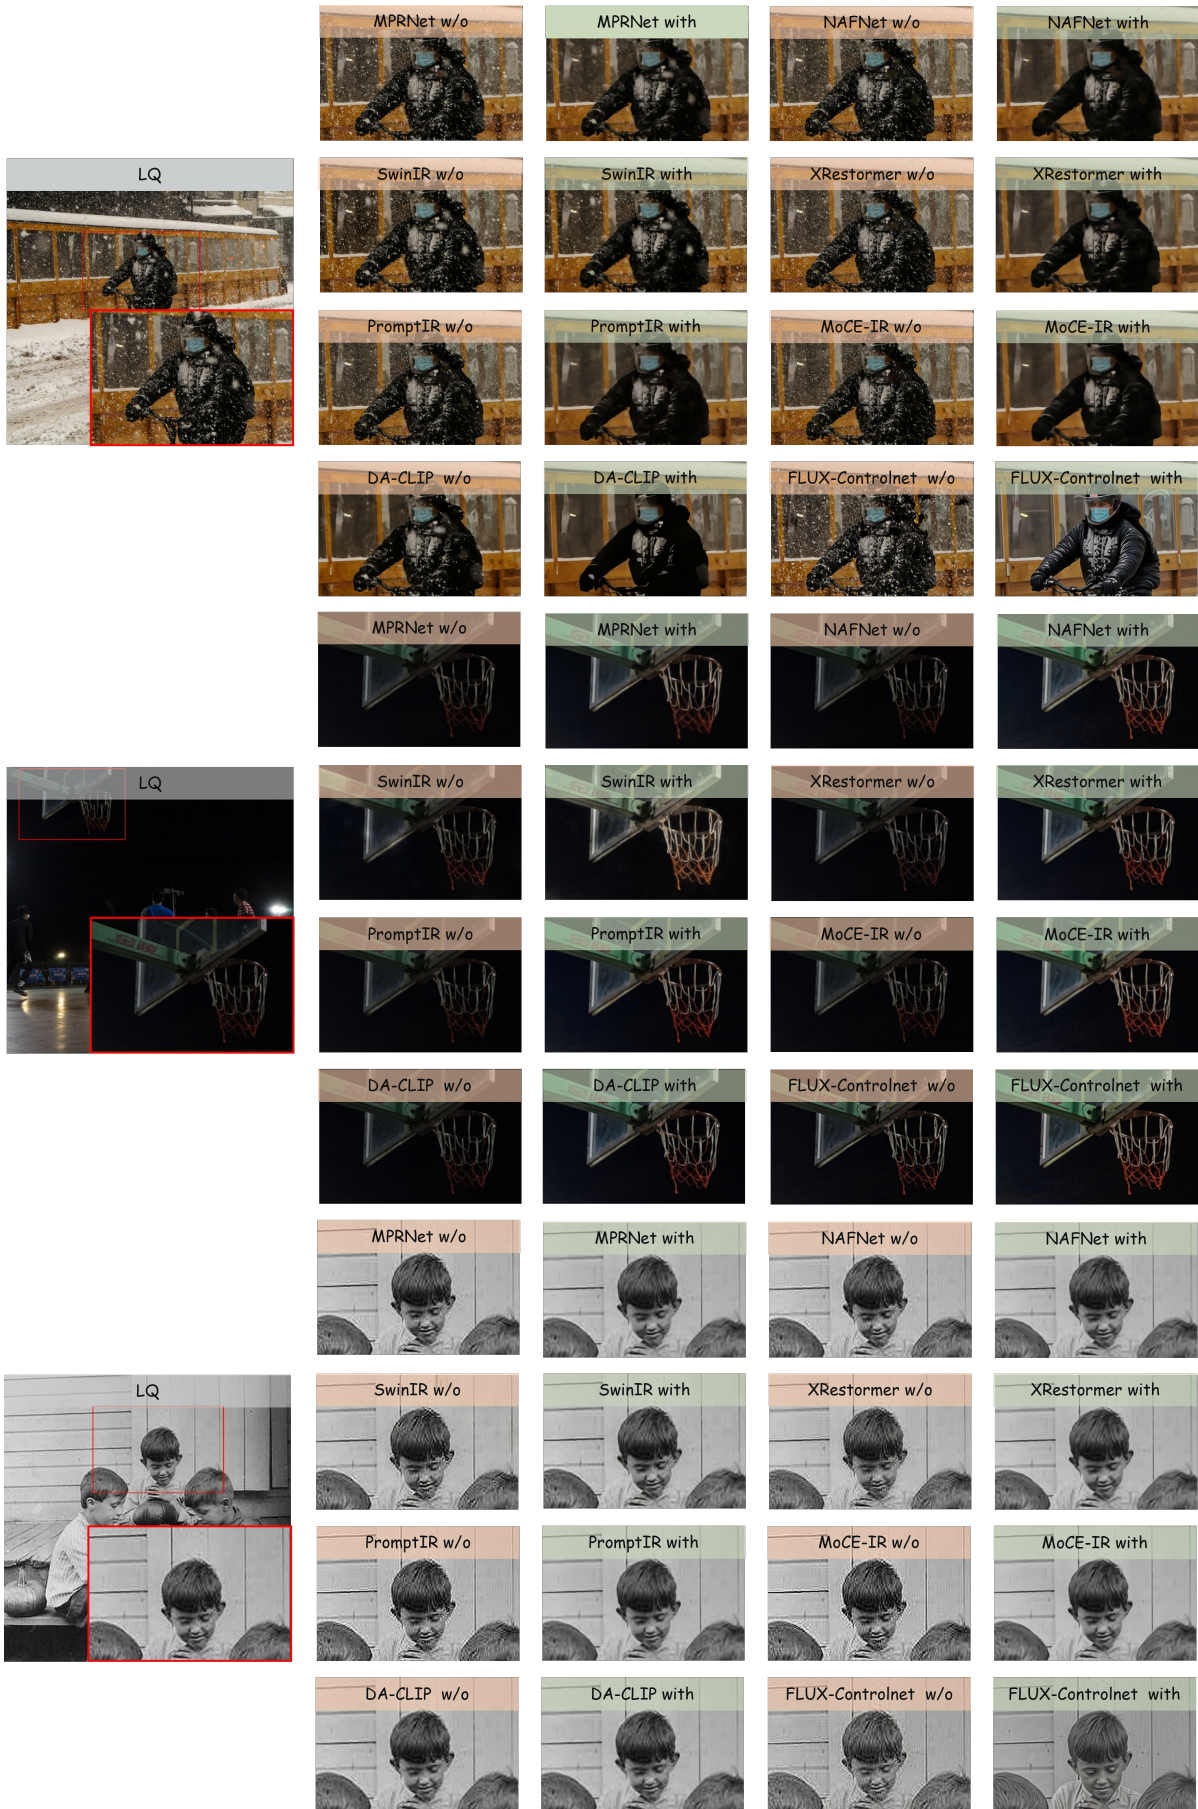 MPRNet w/o
MPRNet with
NAFNet w/o
NAFNet with
LQ
SwinIR w/o
SwinIR with
XRestormer w/o
XRestormer with
PromptIR w/o
PromptIR with
MoCE-IR w/o
MoCE-IR with
DA-CLIP w/o
DA-CLIP with
FLUX-Controlnet w/o
FLUX-Controlnet with
MPRNet w/o
MPRNet with
NAFNet w/o
NAFNet with
LQ
SwinIR w/o
SwinIR with
XRestormer w/o
XRestormer with
PromptIR w/o
PromptIR with
MoCE-IR w/o
MoCE-IR with
DA-CLIP w/o
DA-CLIP with
FLUX-Controlnet w/o
FLUX-Controlnet with
MPRNet w/o
MPRNet with
NAFNet w/o
NAFNet with
LQ
SwinIR w/o
SwinIR with
XRestormer w/o
XRestormer with
PromptIR w/o
PromptIR with
MoCE-IR w/o
MoCE-IR with
DA-CLIP w/o
DA-CLIP with
FLUX-Controlnet w/o
FLUX-Controlnet with